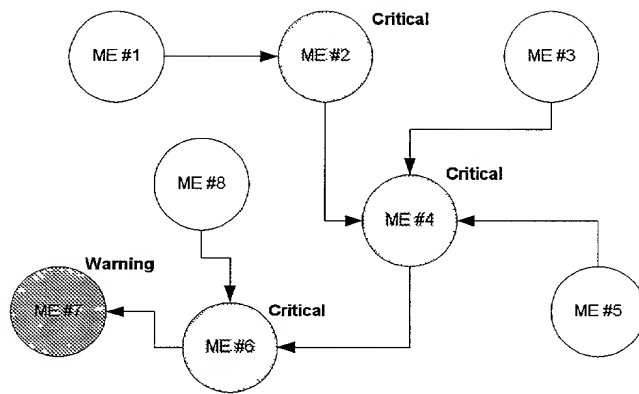 Critical
ME #1
ME #2
ME #3
ME #8
Critical
ME #4
Warning
ME #7
Critical
ME #6
ME #5